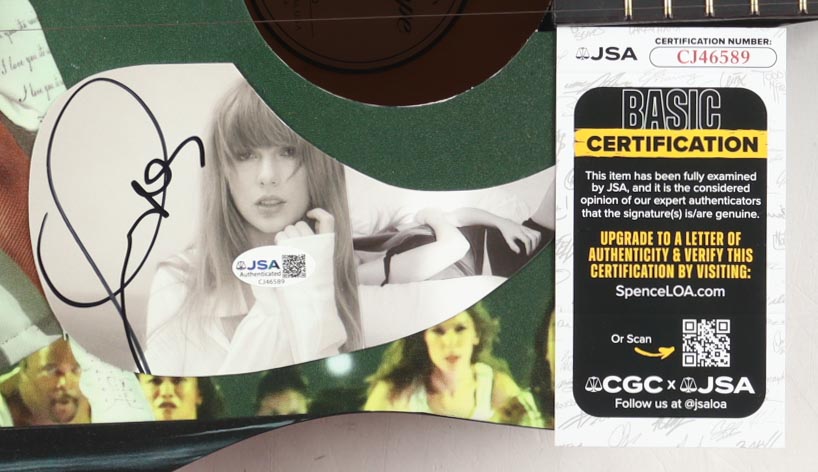 JSA
CERTIFICATION NUMBER:
CJ46589
BASIC
CERTIFICATION
This item has been fully examined
by JSA, and it is the considered
opinion of our expert authenticators
that the signature(s) is/are genuine.
UPGRADE TO A LETTER OF
AUTHENTICITY & VERIFY THIS
CERTIFICATION BY VISITING:
SpenceLOA.com
Or Scan
CGC x JSA
Follow us at @jsaloa
JSA
Authenticated
CJ46589
I love you